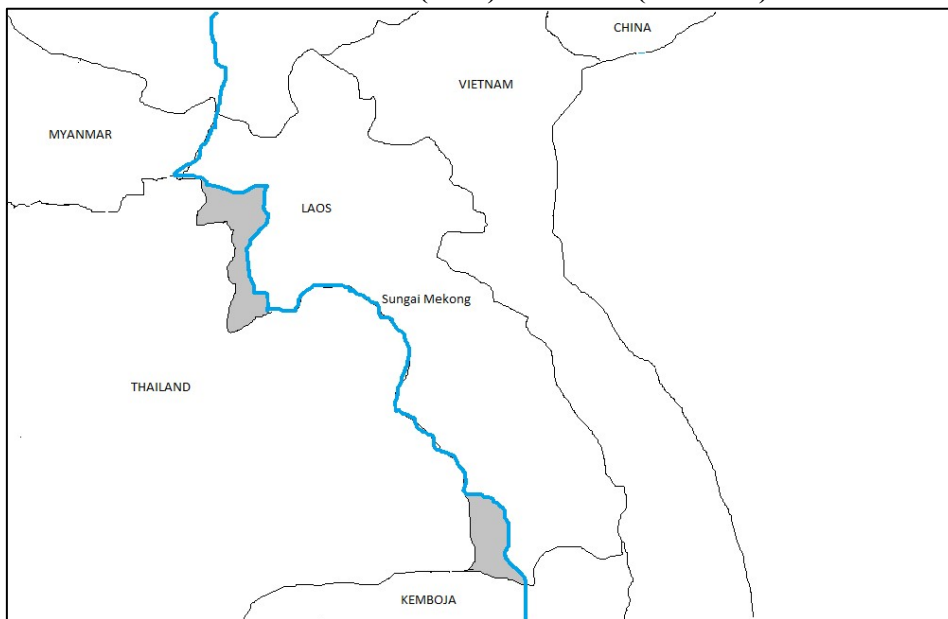 CHINA
VIETNAM
MYANMAR
LAOS
Sungai Mekong
THAILAND
KEMBOJA